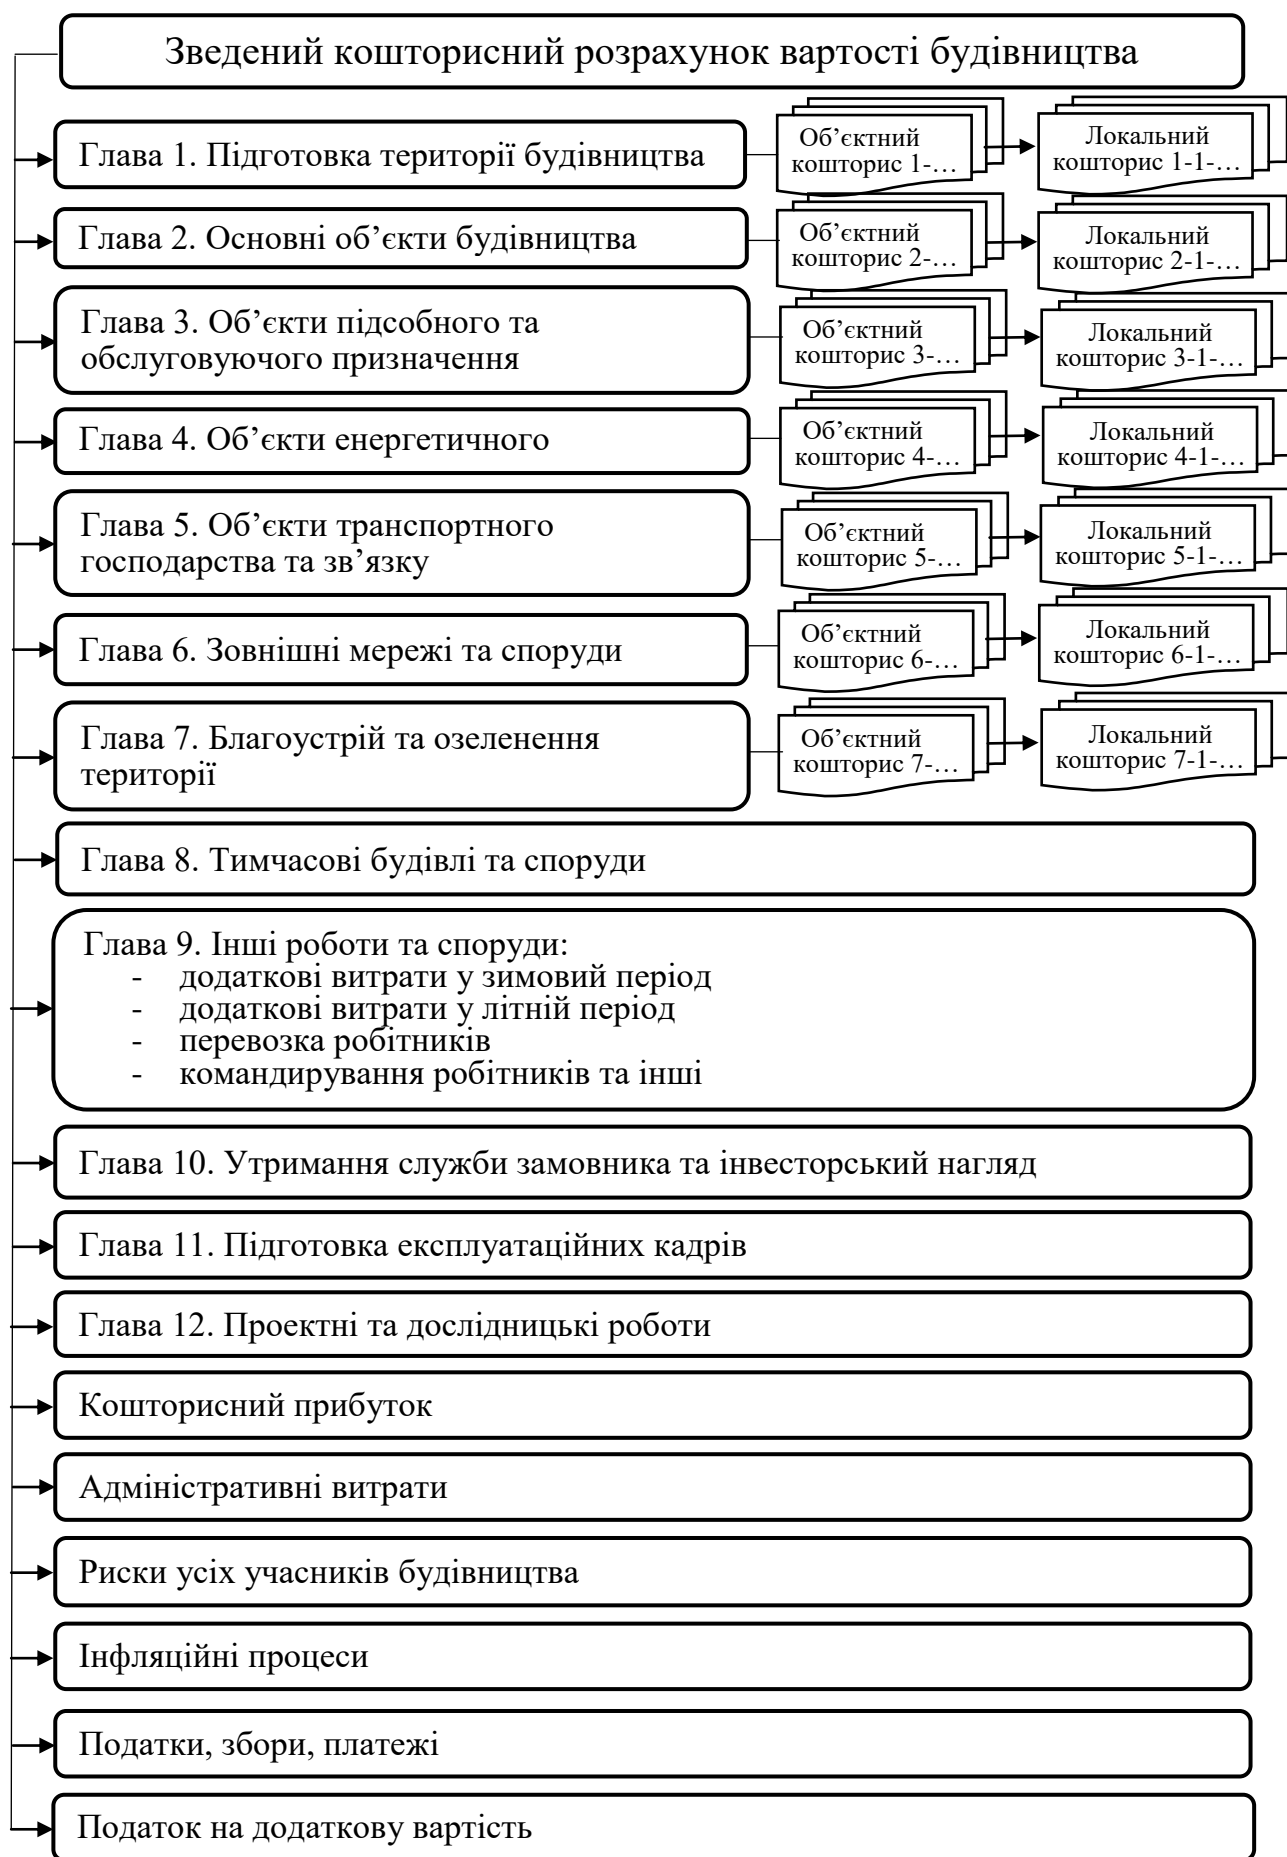 Зведений кошторисний розрахунок вартості будівництва
Глава 1. Підготовка території будівництва
Об’єктний
кошторис 1-…
Локальний
кошторис 1-1-…
Глава 2. Основні об’єкти будівництва
Об’єктний
кошторис 2-…
Локальний
кошторис 2-1-…
Глава 3. Об’єкти підсобного та
обслуговуючого призначення
Об’єктний
кошторис 3-…
Локальний
кошторис 3-1-…
Глава 4. Об’єкти енергетичного
Об’єктний
кошторис 4-…
Локальний
кошторис 4-1-…
Глава 5. Об’єкти транспортного
господарства та зв’язку
Об’єктний
кошторис 5-…
Локальний
кошторис 5-1-…
Глава 6. Зовнішні мережі та споруди
Об’єктний
кошторис 6-…
Локальний
кошторис 6-1-…
Глава 7. Благоустрій та озеленення
території
Об’єктний
кошторис 7-…
Локальний
кошторис 7-1-…
Глава 8. Тимчасові будівлі та споруди
Глава 9. Інші роботи та споруди:
- додаткові витрати у зимовий період
- додаткові витрати у літній період
- перевозка робітників
- командирування робітників та інші
Глава 10. Утримання служби замовника та інвесторський нагляд
Глава 11. Підготовка експлуатаційних кадрів
Глава 12. Проектні та дослідницькі роботи
Кошторисний прибуток
Адміністративні витрати
Риски усіх учасників будівництва
Інфляційні процеси
Податки, збори, платежі
Податок на додаткову вартість